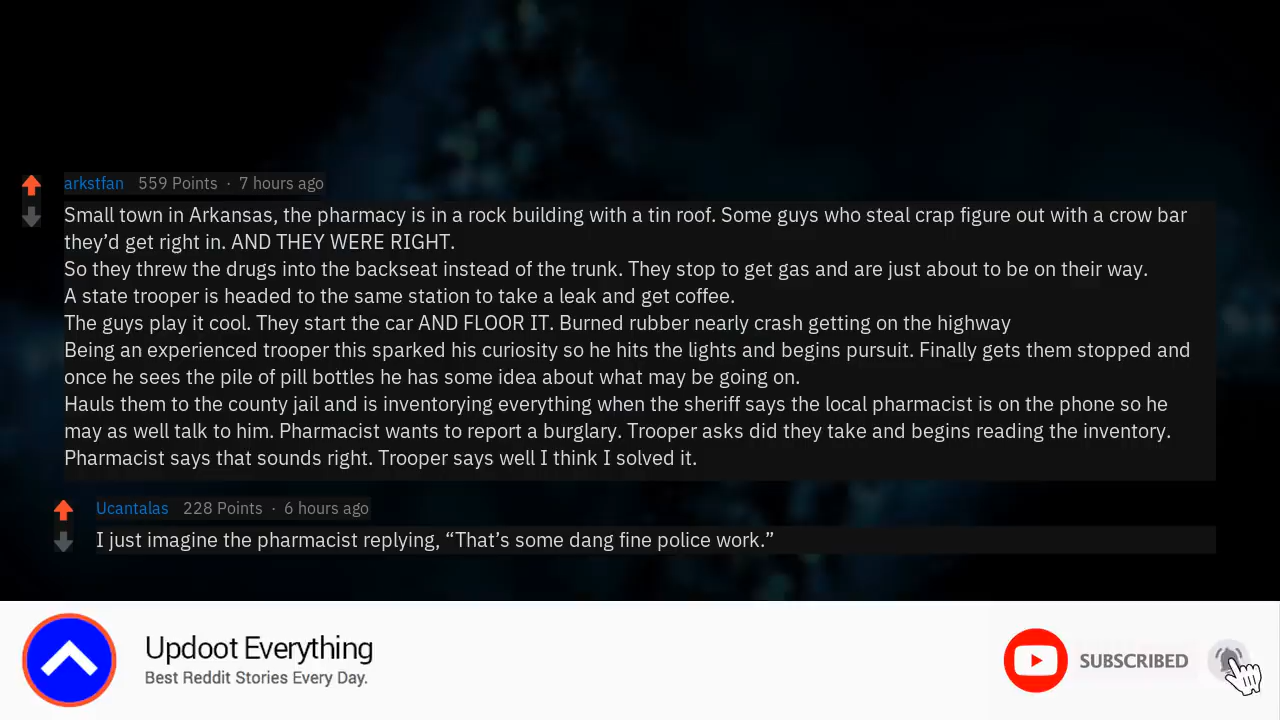 arkstfan 559 Points · 7 hours ago
Small town in Arkansas, the pharmacy is in a rock building with a tin roof. Some guys who steal crap figure out with a crow bar
they’d get right in. AND THEY WERE RIGHT.
So they threw the drugs into the backseat instead of the trunk. They stop to get gas and are just about to be on their way.
A state trooper is headed to the same station to take a leak and get coffee.
The guys play it cool. They start the car AND FLOOR IT. Burned rubber nearly crash getting on the highway
Being an experienced trooper this sparked his curiosity so he hits the lights and begins pursuit. Finally gets them stopped and
once he sees the pile of pill bottles he has some idea about what may be going on.
Hauls them to the county jail and is inventorying everything when the sheriff says the local pharmacist is on the phone so he
may as well talk to him. Pharmacist wants to report a burglary. Trooper asks did they take and begins reading the inventory.
Pharmacist says that sounds right. Trooper says well I think I solved it.
Ucantalas 228 Points · 6 hours ago
I just imagine the pharmacist replying, “That’s some dang fine police work.”
Updoot Everything
Best Reddit Stories Every Day.
SUBSCRIBED